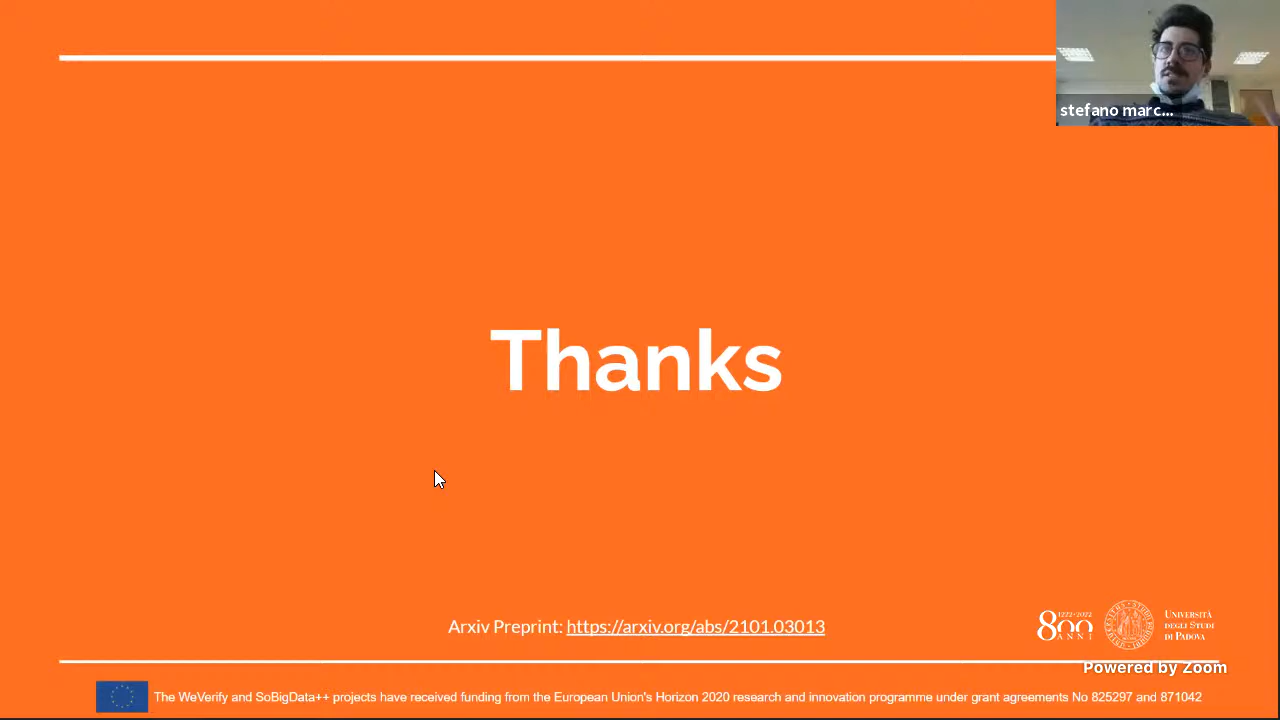 stefano marc...
Thanks
Arxiv Preprint: https://arxiv.org/abs/2101.03013
1222•2022
800
ANNI
UNIVERSITÀ
DEGLI STUDI
DI PADOVA
Powered by Zoom
The WeVerify and SoBigData++ projects have received funding from the European Union's Horizon 2020 research and innovation programme under grant agreements No 825297 and 871042